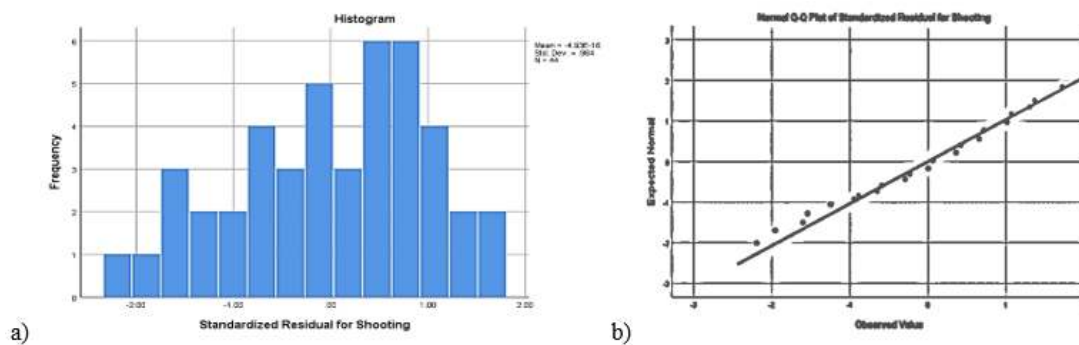 Histogram
Mean = -4.93E-16
Std. Dev. = .964
N = 44
Frequency
6
5
4
3
2
1
0
-2.00
-1.00
.00
1.00
2.00
Standardized Residual for Shooting
a)
Normal Q-Q Plot of Standardized Residual for Shooting
Expected Normal
3
2
1
0
-1
-2
-3
-3
-2
-1
0
1
Observed Value
b)